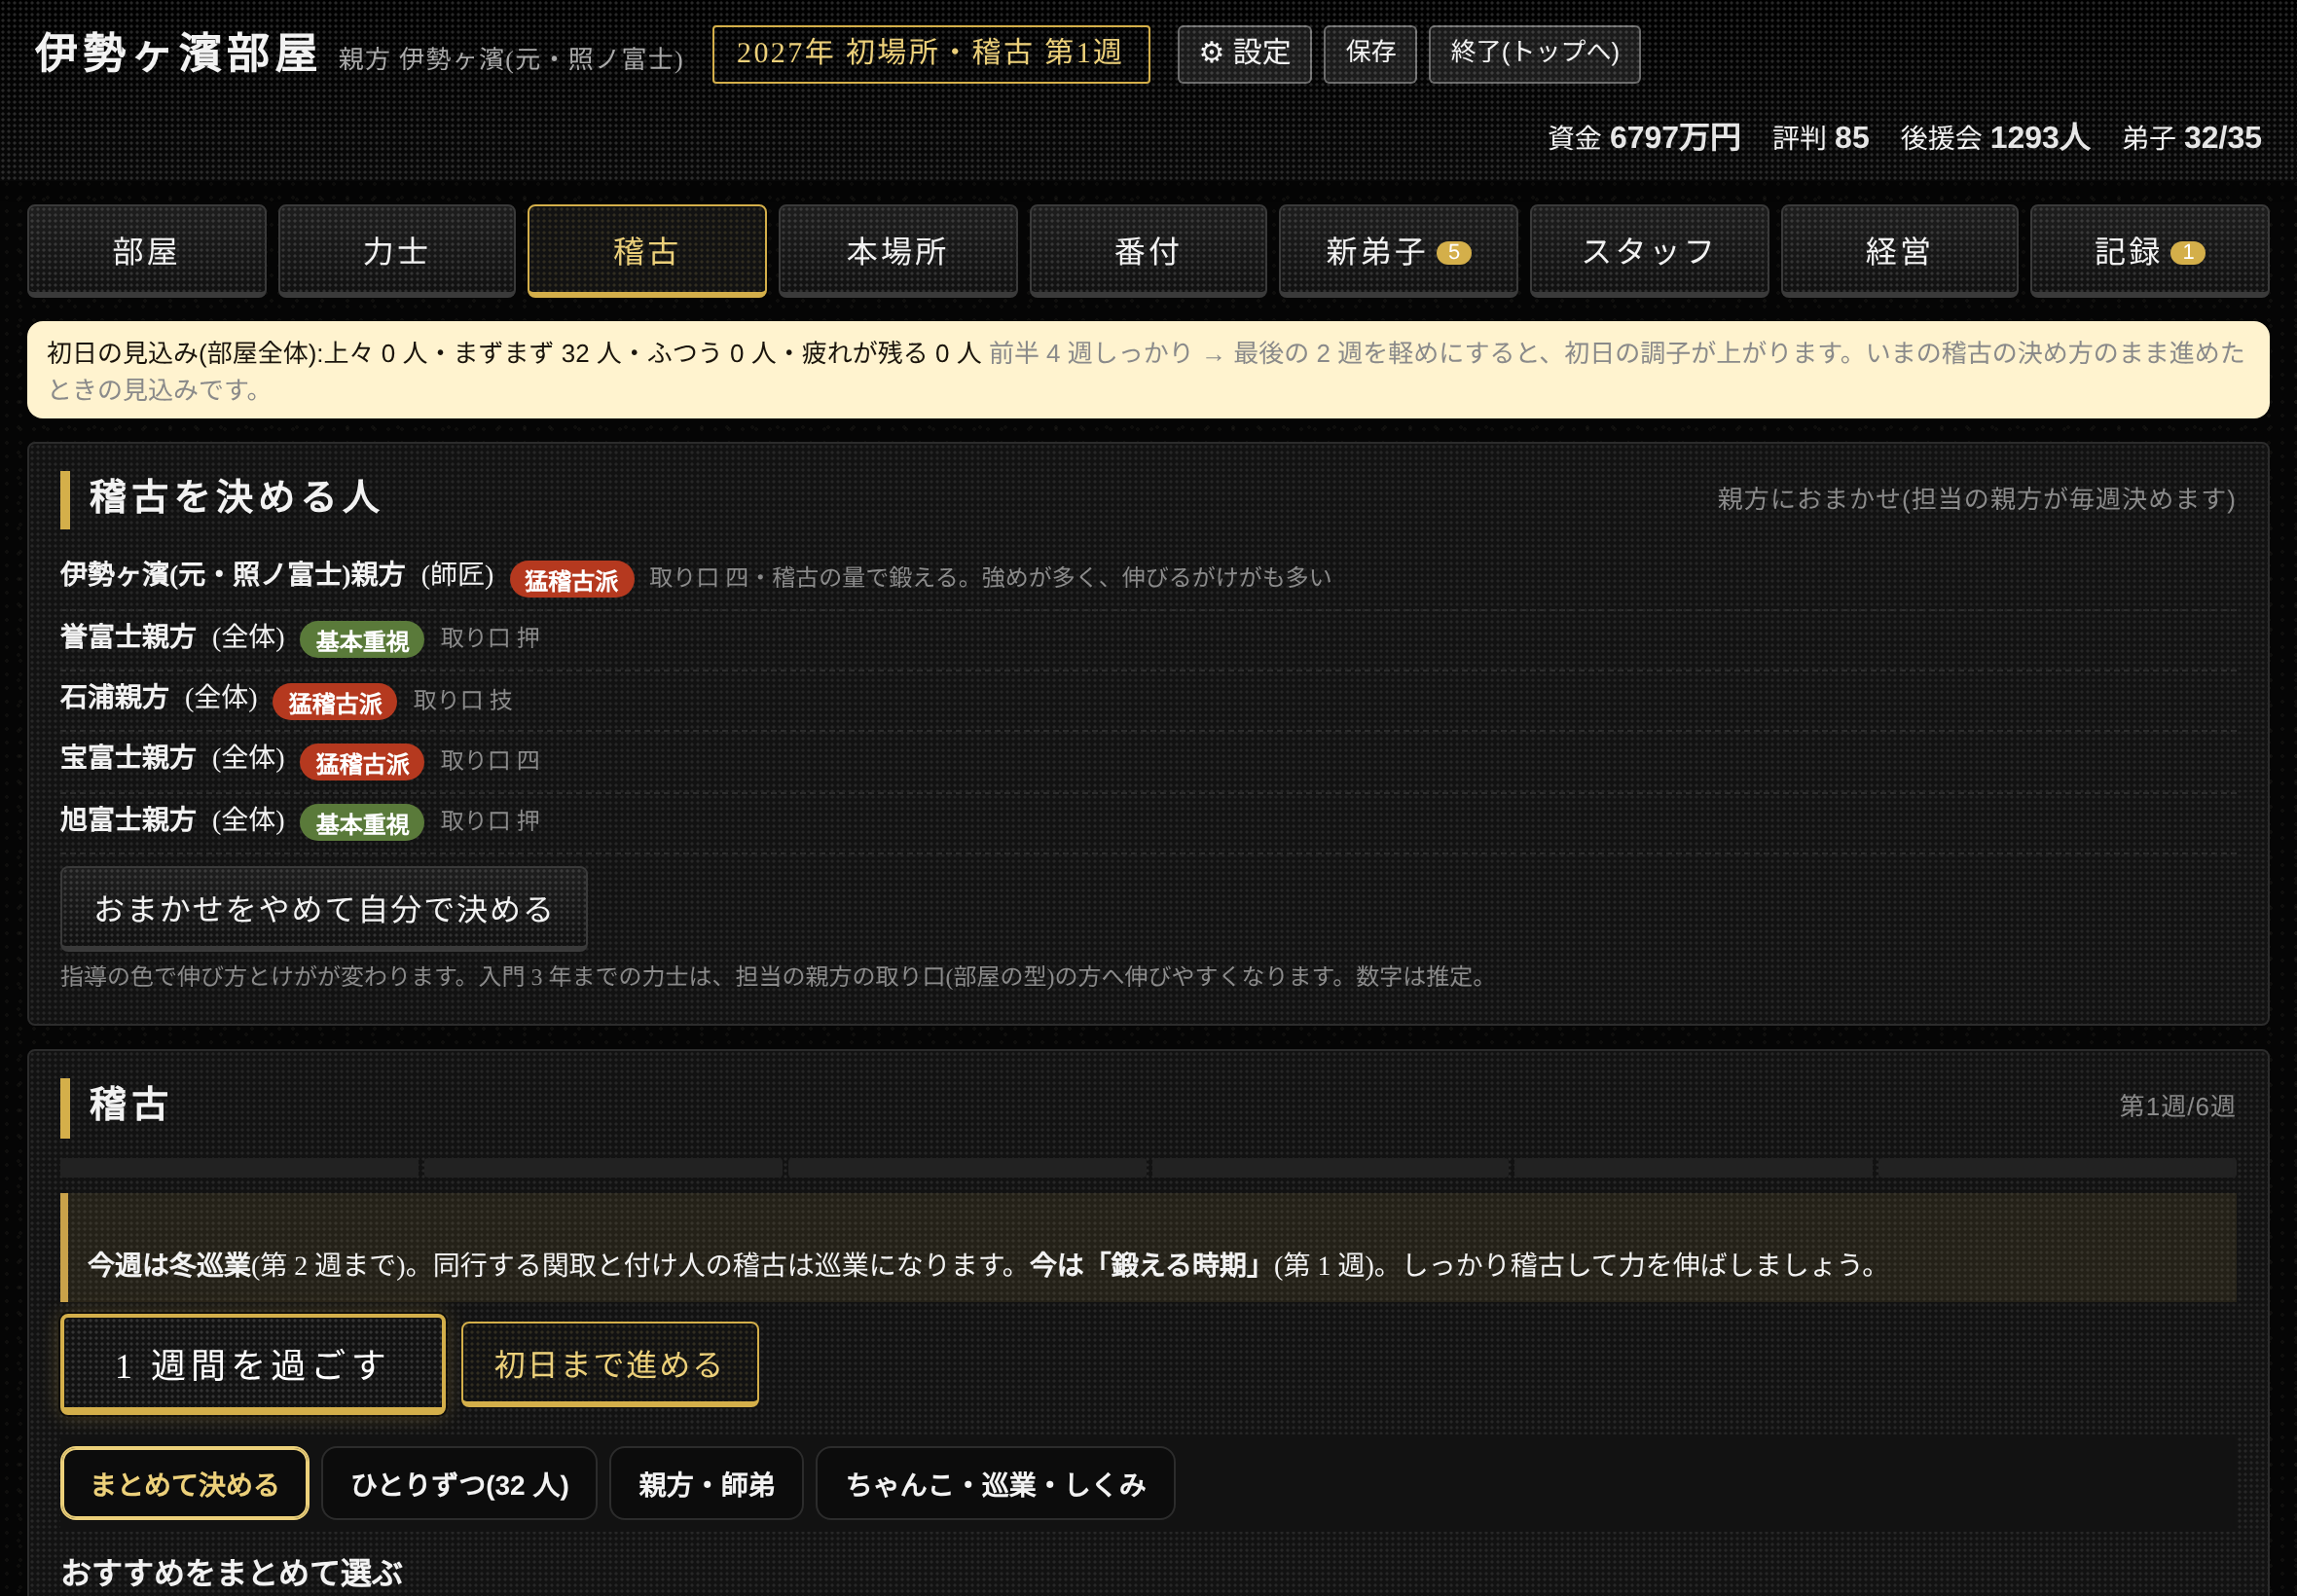 伊勢ヶ濱部屋 親方 伊勢ヶ濱(元・照ノ富士) 2027年 初場所・稽古 第1週 ⚙ 設定 保存 終了(トップへ)
資金 6797万円 評判 85 後援会 1293人 弟子 32/35
部屋 力士 稽古 本場所 番付 新弟子 5 スタッフ 経営 記録 1
初日の見込み(部屋全体):上々 0 人・まずまず 32 人・ふつう 0 人・疲れが残る 0 人 前半 4 週しっかり → 最後の 2 週を軽めにすると、初日の調子が上がります。いまの稽古の決め方のまま進めた
ときの見込みです。
稽古を決める人 親方におまかせ(担当の親方が毎週決めます)
伊勢ヶ濱(元・照ノ富士)親方 (師匠) 猛稽古派 取り口 四・稽古の量で鍛える。強めが多く、伸びるがけがも多い
誉富士親方 (全体) 基本重視 取り口 押
石浦親方 (全体) 猛稽古派 取り口 技
宝富士親方 (全体) 猛稽古派 取り口 四
旭富士親方 (全体) 基本重視 取り口 押
おまかせをやめて自分で決める
指導の色で伸び方とけがが変わります。入門 3 年までの力士は、担当の親方の取り口(部屋の型)の方へ伸びやすくなります。数字は推定。
稽古 第1週/6週
今週は冬巡業(第 2 週まで)。同行する関取と付け人の稽古は巡業になります。今は「鍛える時期」(第 1 週)。しっかり稽古して力を伸ばしましょう。
1 週間を過ごす 初日まで進める
まとめて決める ひとりずつ(32 人) 親方・師弟 ちゃんこ・巡業・しくみ
おすすめをまとめて選ぶ